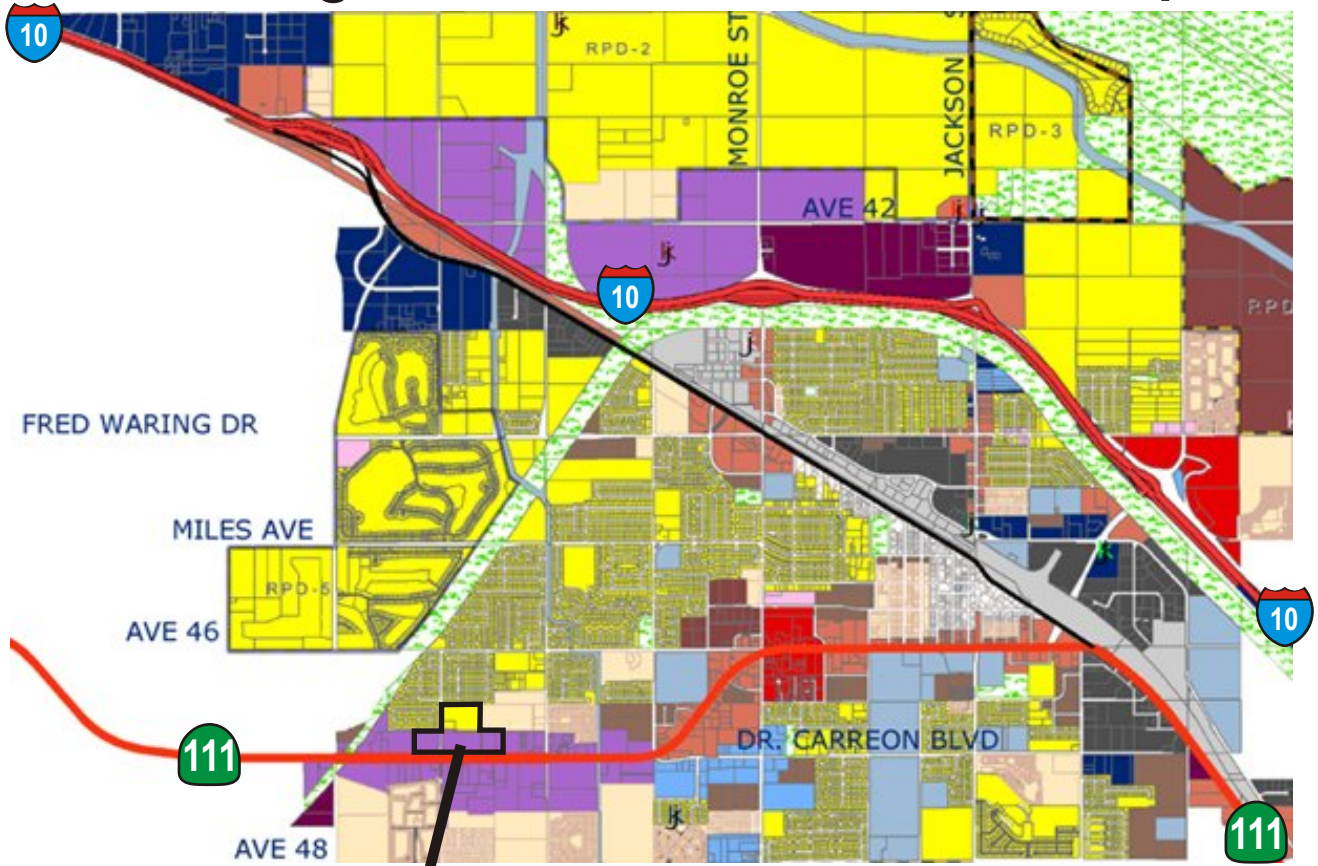 10
RPD-2
MONROE ST
JACKSON S
RPD-3
AVE 42
10
RPD
FRED WARING DR
MILES AVE
RPD-5
AVE 46
10
111
DR. CARREON BLVD
AVE 48
111